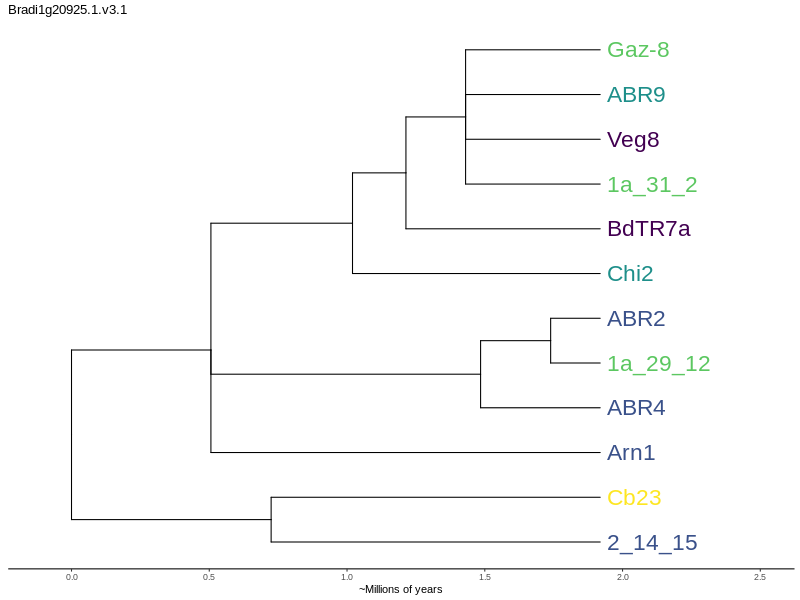 Bradi1g20925.1.v3.1
Gaz-8
ABR9
Veg8
1a_31_2
BdTR7a
Chi2
ABR2
1a_29_12
ABR4
Arn1
Cb23
2_14_15
0.0 0.5 1.0 1.5 2.0 2.5
~Millions of years